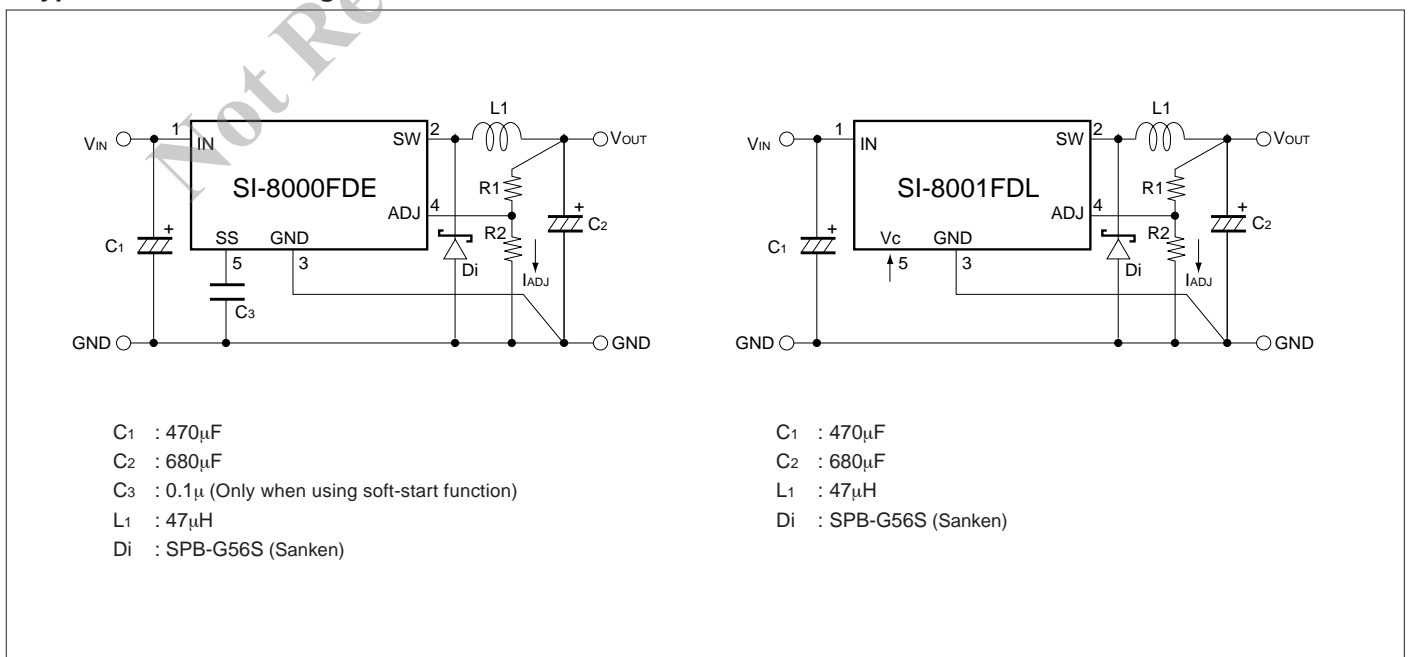 Not Re
VIN
1
IN
SI-8000FDE
SW
2
L1
VOUT
ADJ
4
R1
R2
IADJ
C1
+
SS
5
GND
3
C3
Di
+
C2
GND
GND
C1 : 470μF
C2 : 680μF
C3 : 0.1μ (Only when using soft-start function)
L1 : 47μH
Di : SPB-G56S (Sanken)
VIN
1
IN
SI-8001FDL
SW
2
L1
VOUT
ADJ
4
R1
R2
IADJ
C1
+
Vc
5
GND
3
Di
+
C2
GND
GND
C1 : 470μF
C2 : 680μF
L1 : 47μH
Di : SPB-G56S (Sanken)